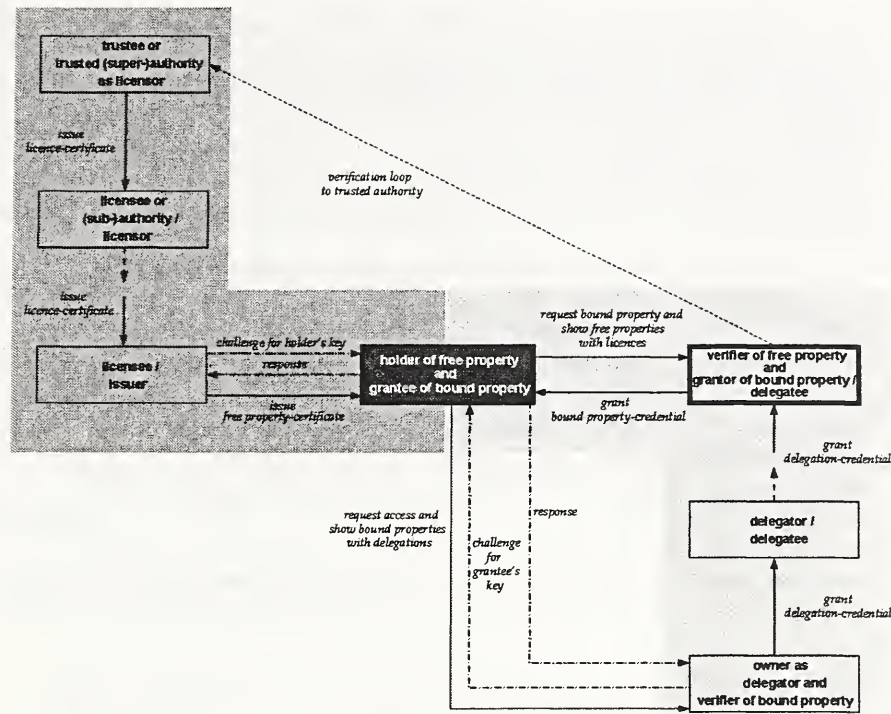 trustee or
trusted (super-)authority
as licensor
issue
licence-certificate
verification loop
to trusted authority
licensee or
(sub-)authority /
licensor
issue
licence-certificate
licensee /
issuer
challenge for holder's key
response
issue
free property-certificate
holder of free property
and
grantee of bound property
request bound property and
show free properties
with licences
grant
bound property-credential
verifier of free property
and
grantor of bound property /
delegatee
grant
delegation-credential
request access and
show bound properties
with delegations
challenge
for
grantee's
key
response
delegator /
delegatee
grant
delegation-credential
owner as
delegator and
verifier of bound property